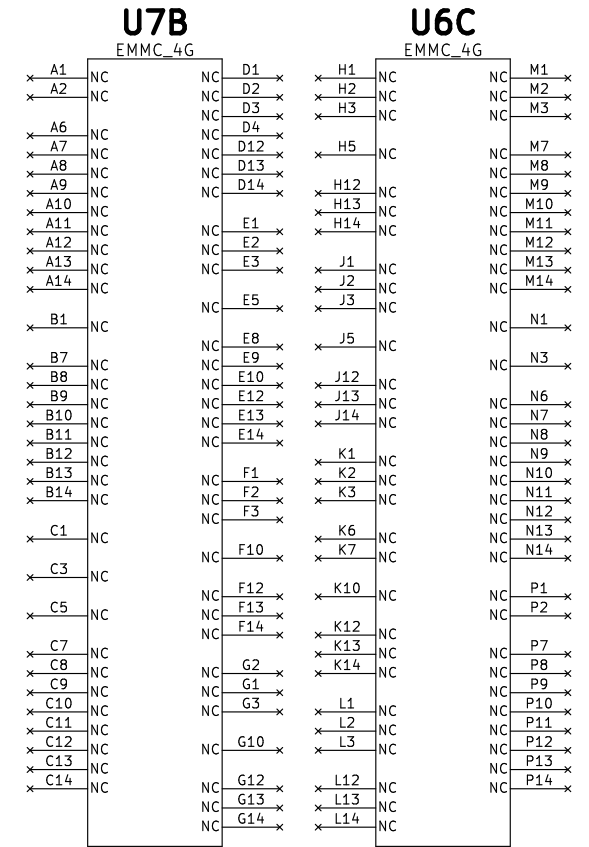 U7B U6C
EMMC_4G EMMC_4G
A1 NC NC D1 H1 NC NC M1
A2 NC NC D2 H2 NC NC M2
NC D3 H3 NC NC M3
A6 NC NC D4
A7 NC NC D12 H5 NC NC M7
A8 NC NC D13 NC M8
A9 NC NC D14 H12 NC NC M9
A10 NC H13 NC NC M10
A11 NC NC E1 H14 NC NC M11
A12 NC NC E2 NC M12
A13 NC NC E3 J1 NC NC M13
A14 NC J2 NC NC M14
NC E5 J3 NC
B1 NC NC N1
NC E8 J5 NC
B7 NC NC E9 NC N3
B8 NC NC E10 J12 NC
B9 NC NC E12 J13 NC NC N6
B10 NC NC E13 J14 NC NC N7
B11 NC NC E14 NC N8
B12 NC K1 NC NC N9
B13 NC NC F1 K2 NC NC N10
B14 NC NC F2 K3 NC NC N11
NC F3 NC N12
C1 NC K6 NC NC N13
NC F10 K7 NC NC N14
C3 NC
NC F12 K10 NC NC P1
C5 NC NC F13 NC P2
NC F14 K12 NC
C7 NC K13 NC NC P7
C8 NC NC G2 K14 NC NC P8
C9 NC NC G1 NC P9
C10 NC NC G3 L1 NC NC P10
C11 NC L2 NC NC P11
C12 NC NC G10 L3 NC NC P12
C13 NC NC P13
C14 NC NC G12 L12 NC NC P14
NC G13 L13 NC
NC G14 L14 NC